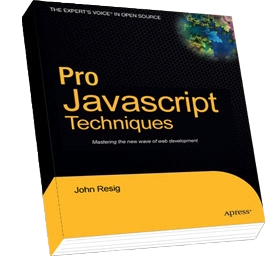 THE EXPERT'S VOICE® IN OPEN SOURCE
Pro
Javascript
Techniques
Mastering the new wave of web development
John Resig
Apress®